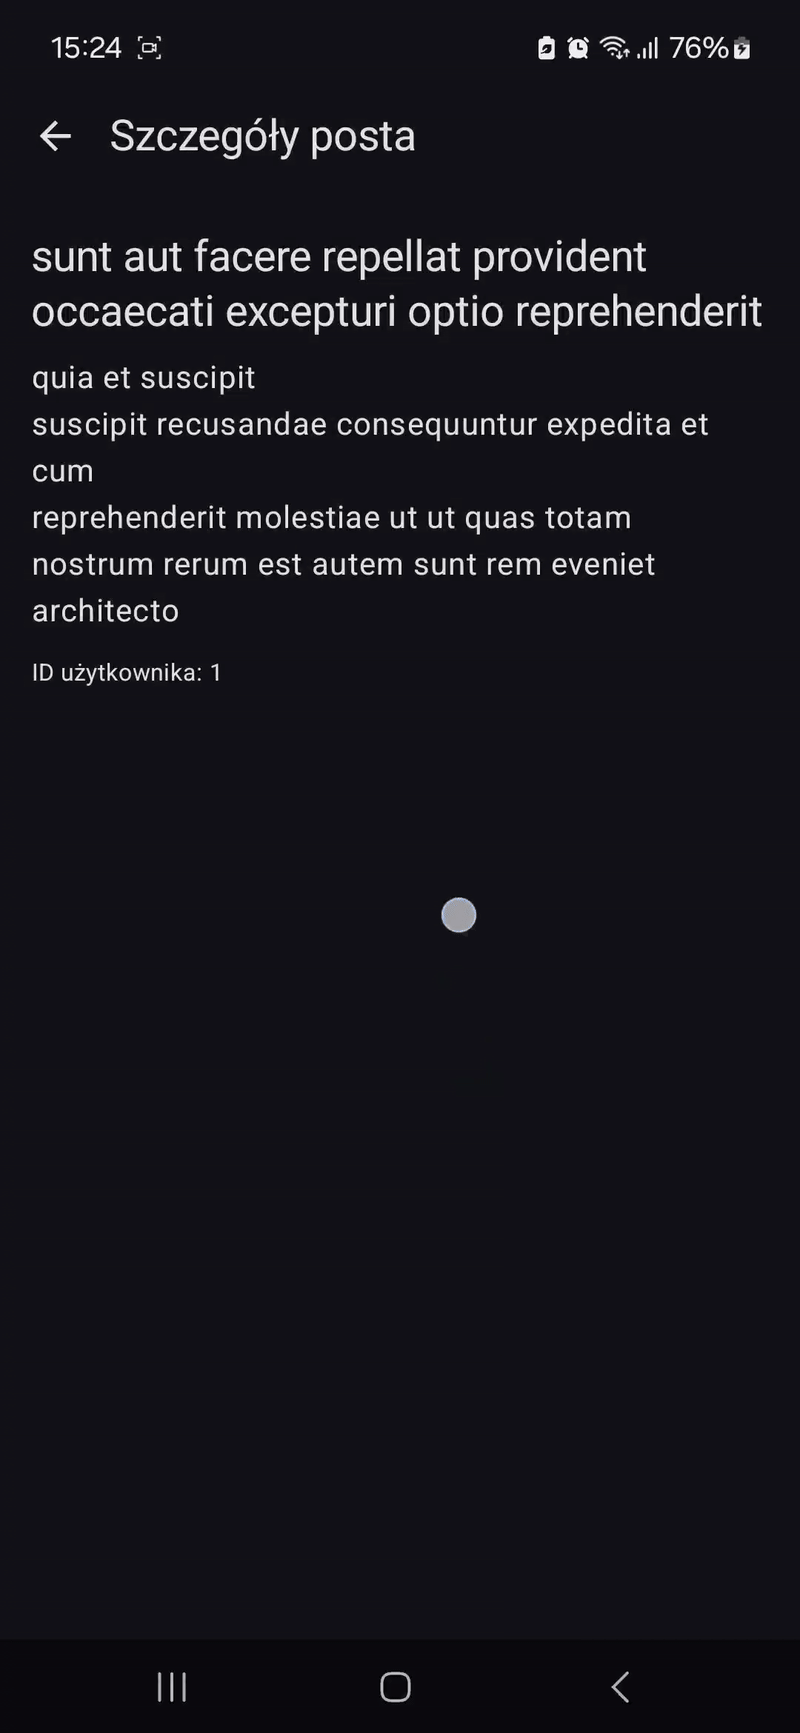 15:24 76%
Szczegóły posta
sunt aut facere repellat provident
occaecati excepturi optio reprehenderit
quia et suscipit
suscipit recusandae consequuntur expedita et
cum
reprehenderit molestiae ut ut quas totam
nostrum rerum est autem sunt rem eveniet
architecto
ID użytkownika: 1